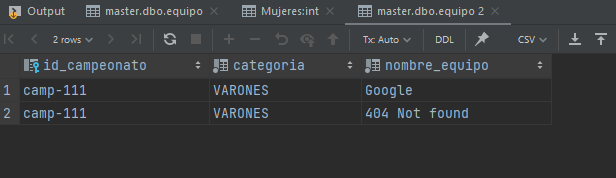 Output master.dbo.equipo Mujeres:int master.dbo.equipo 2
2 rows Tx: Auto DDL CSV
id_campeonato categoria nombre_equipo
1 camp-111 VARONES Google
2 camp-111 VARONES 404 Not found